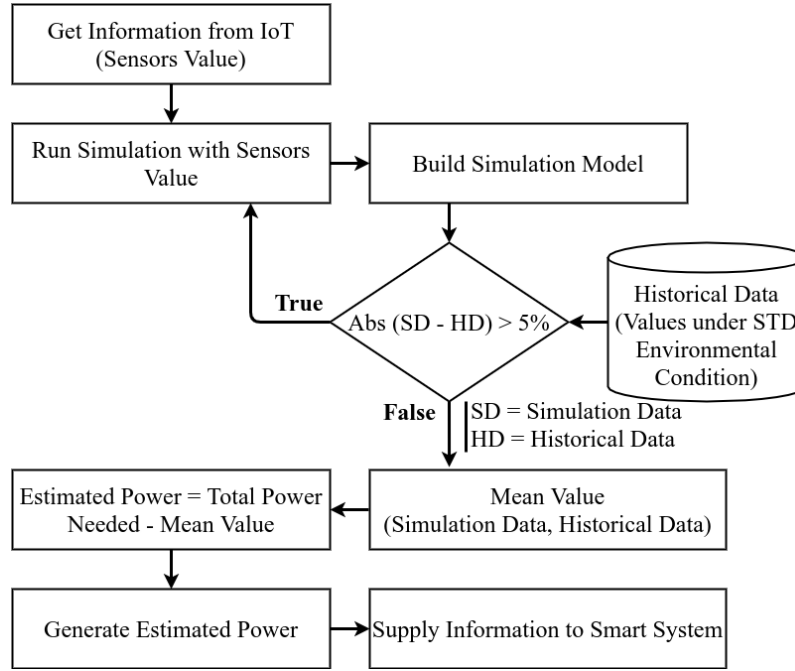 Get Information from IoT
(Sensors Value)
Run Simulation with Sensors
Value
Build Simulation Model
True
Abs (SD - HD) > 5%
Historical Data
(Values under STD
Environmental
Condition)
False
SD = Simulation Data
HD = Historical Data
Estimated Power = Total Power
Needed - Mean Value
Mean Value
(Simulation Data, Historical Data)
Generate Estimated Power
Supply Information to Smart System